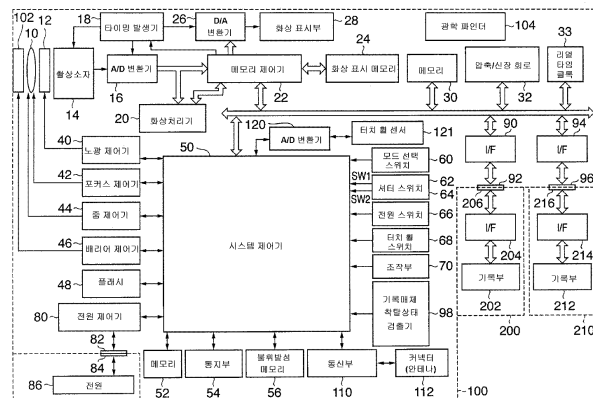 102 10 12
18 타이밍 발생기
26 D/A 변환기
화상 표시부 28
광학 파인더 104
33
촬상소자
14
A/D 변환기
16
메모리 제어기
22
24
화상 표시 메모리
메모리
30
압축/신장 회로
32
리얼 타임 클록
20 화상처리기
120
A/D 변환기
터치 휠 센서 121
50
90
94
40 노광 제어기
모드 선택 스위치 60
I/F
I/F
SW1
62
42 포커스 제어기
셔터 스위치
64
SW2
206
92
216
96
44 줌 제어기
전원 스위치 66
I/F
I/F
204
214
시스템 제어기
46 배리어 제어기
터치 휠 스위치 68
48 플래시
조작부 70
기록부
202
기록부
212
80 전원 제어기
기록매체 착탈상태 검출기 98
200
210
82
84
86 전원
메모리
52
통지부
54
불휘발성 메모리
56
110
커넥터 (안테나)
112
100